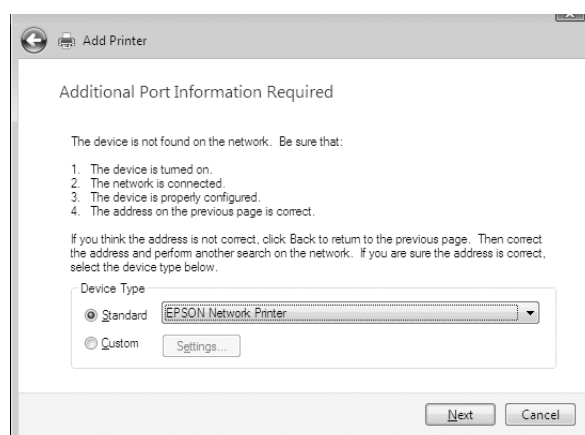 Add Printer
Additional Port Information Required
The device is not found on the network. Be sure that:
1. The device is turned on.
2. The network is connected.
3. The device is properly configured.
4. The address on the previous page is correct.
If you think the address is not correct, click Back to return to the previous page. Then correct
the address and perform another search on the network. If you are sure the address is correct,
select the device type below.
Device Type
Standard EPSON Network Printer
Custom Settings...
Next Cancel